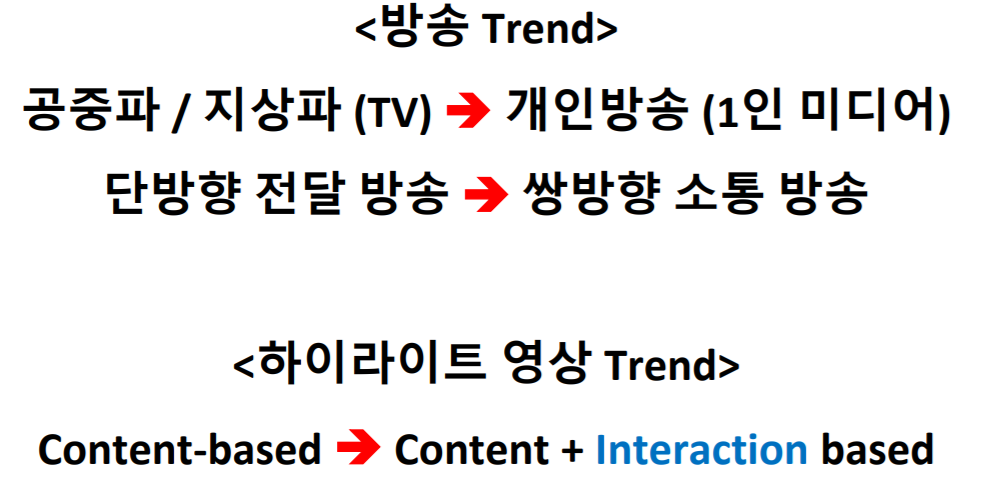 <방송 Trend>
공중파 / 지상파 (TV) ➔ 개인방송 (1인 미디어)
단방향 전달 방송 ➔ 쌍방향 소통 방송
<하이라이트 영상 Trend>
Content-based ➔ Content + Interaction based